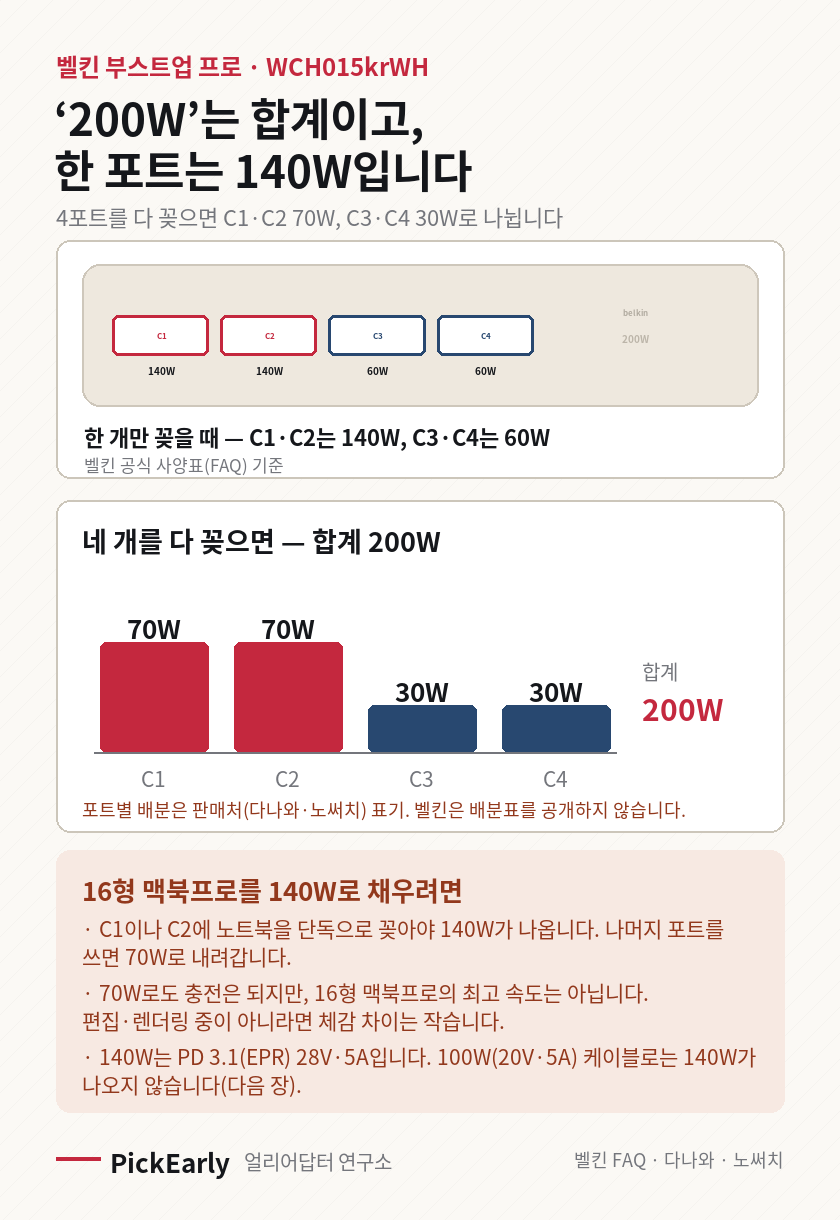 벨킨 부스트업 프로 · WCH015krWH
‘200W’는 합계이고,
한 포트는 140W입니다
4포트를 다 꽂으면 C1·C2 70W, C3·C4 30W로 나뉩니다
C1 C2 C3 C4 belkin
200W
140W 140W 60W 60W
한 개만 꽂을 때 — C1·C2는 140W, C3·C4는 60W
벨킨 공식 사양표(FAQ) 기준
네 개를 다 꽂으면 — 합계 200W
70W 70W 30W 30W
합계
200W
C1 C2 C3 C4
포트별 배분은 판매처(다나와·노써치) 표기. 벨킨은 배분표를 공개하지 않습니다.
16형 맥북프로를 140W로 채우려면
· C1이나 C2에 노트북을 단독으로 꽂아야 140W가 나옵니다. 나머지 포트를
쓰면 70W로 내려갑니다.
· 70W로도 충전은 되지만, 16형 맥북프로의 최고 속도는 아닙니다.
편집·렌더링 중이 아니라면 체감 차이는 작습니다.
· 140W는 PD 3.1(EPR) 28V·5A입니다. 100W(20V·5A) 케이블로는 140W가
나오지 않습니다(다음 장).
PickEarly 얼리어답터 연구소
벨킨 FAQ · 다나와 · 노써치